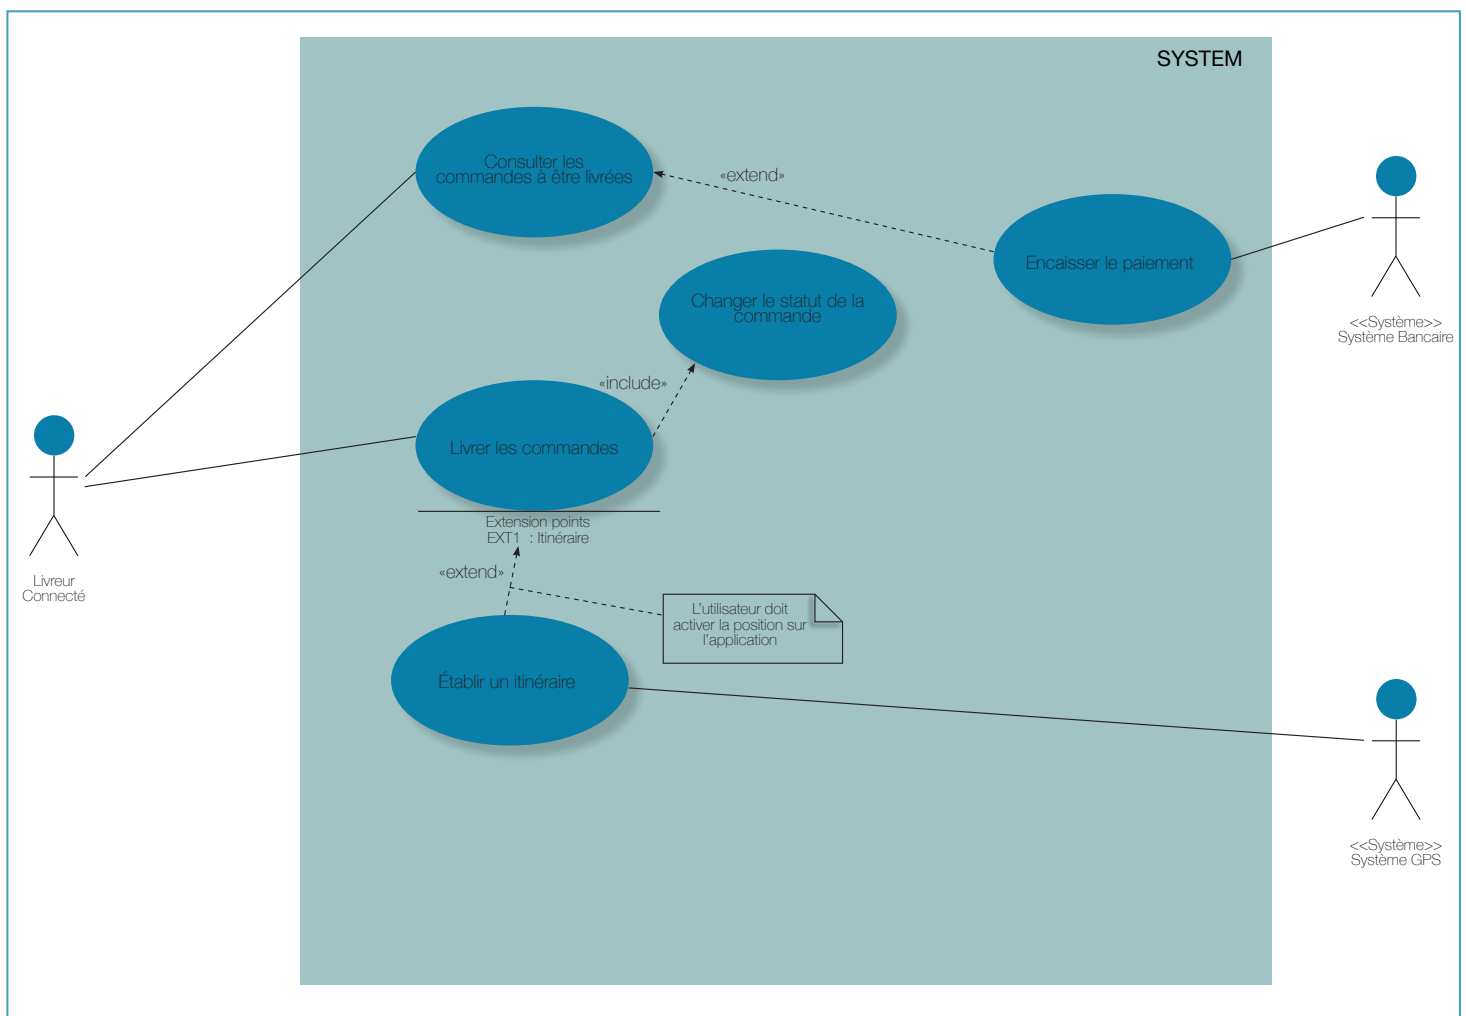 SYSTEM
Consulter les
commandes à être livrées
«extend»
Encaisser le paiement
<<Système>>
Système Bancaire
Changer le statut de la
commande
«include»
Livrer les commandes
Extension points
EXT1 : Itinéraire
«extend»
Livreur
Connecté
L'utilisateur doit
activer la position sur
l'application
Établir un itinéraire
<<Système>>
Système GPS